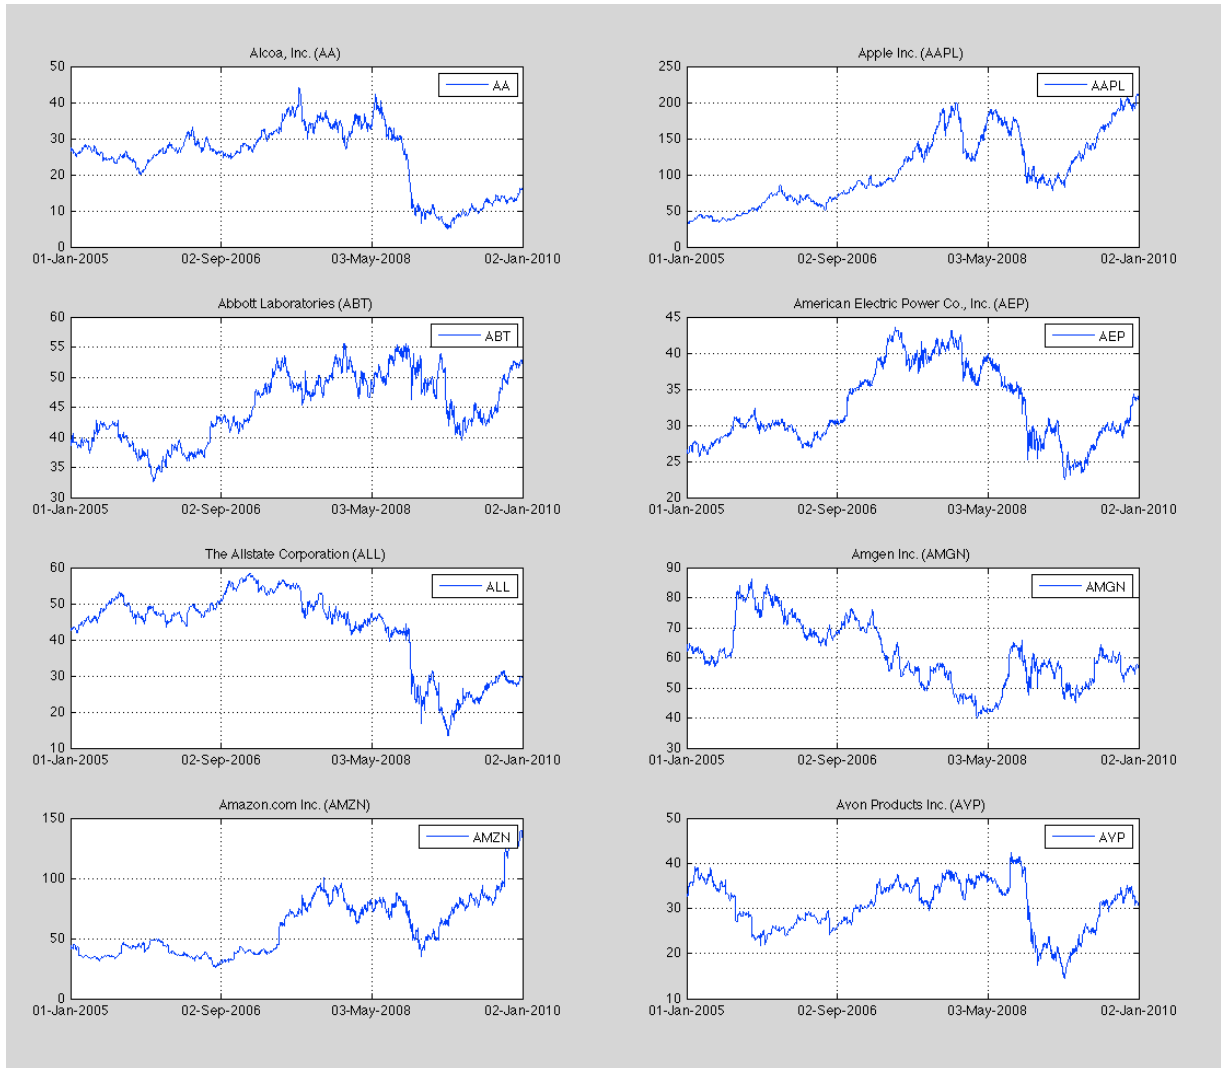 Alcoa, Inc. (AA)
50
40
30
20
10
0
AA
01-Jan-2005 02-Sep-2006 03-May-2008 02-Jan-2010
Apple Inc. (AAPL)
250
200
150
100
50
0
AAPL
01-Jan-2005 02-Sep-2006 03-May-2008 02-Jan-2010
Abbott Laboratories (ABT)
60
55
50
45
40
35
30
ABT
01-Jan-2005 02-Sep-2006 03-May-2008 02-Jan-2010
American Electric Power Co., Inc. (AEP)
45
40
35
30
25
20
AEP
01-Jan-2005 02-Sep-2006 03-May-2008 02-Jan-2010
The Allstate Corporation (ALL)
60
50
40
30
20
10
ALL
01-Jan-2005 02-Sep-2006 03-May-2008 02-Jan-2010
Amgen Inc. (AMGN)
90
80
70
60
50
40
30
AMGN
01-Jan-2005 02-Sep-2006 03-May-2008 02-Jan-2010
Amazon.com Inc. (AMZN)
150
100
50
0
AMZN
01-Jan-2005 02-Sep-2006 03-May-2008 02-Jan-2010
Avon Products Inc. (AVP)
50
40
30
20
10
AVP
01-Jan-2005 02-Sep-2006 03-May-2008 02-Jan-2010